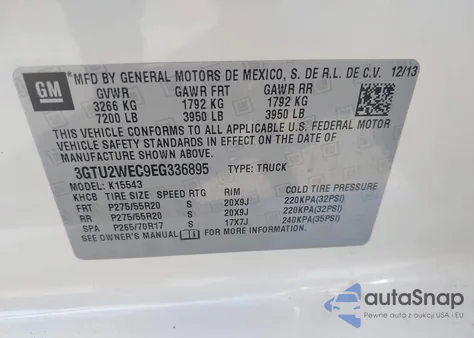 GM MFD BY GENERAL MOTORS DE MEXICO, S. DE R.L. DE C.V. 12/13
GVWR GAWR FRT GAWR RR
3266 KG 1792 KG 1792 KG
7200 LB 3950 LB 3950 LB
THIS VEHICLE CONFORMS TO ALL APPLICABLE U.S. FEDERAL MOTOR
VEHICLE SAFETY STANDARDS IN EFFECT ON THE DATE OF
MANUFACTURE SHOWN ABOVE.
3GTU2WEC9EG336895 TYPE: TRUCK
MODEL: K15543
KHCB TIRE SIZE SPEED RTG RIM COLD TIRE PRESSURE
FRT P275/55R20 S 20X9J 220KPA(32PSI)
RR P275/55R20 S 20X9J 220KPA(32PSI)
SPA P265/70R17 S 17X7J 240KPA(35PSI)
SEE OWNER'S MANUAL FOR MORE INFORMATION
autoSnap
Pewne auto z USA i EU